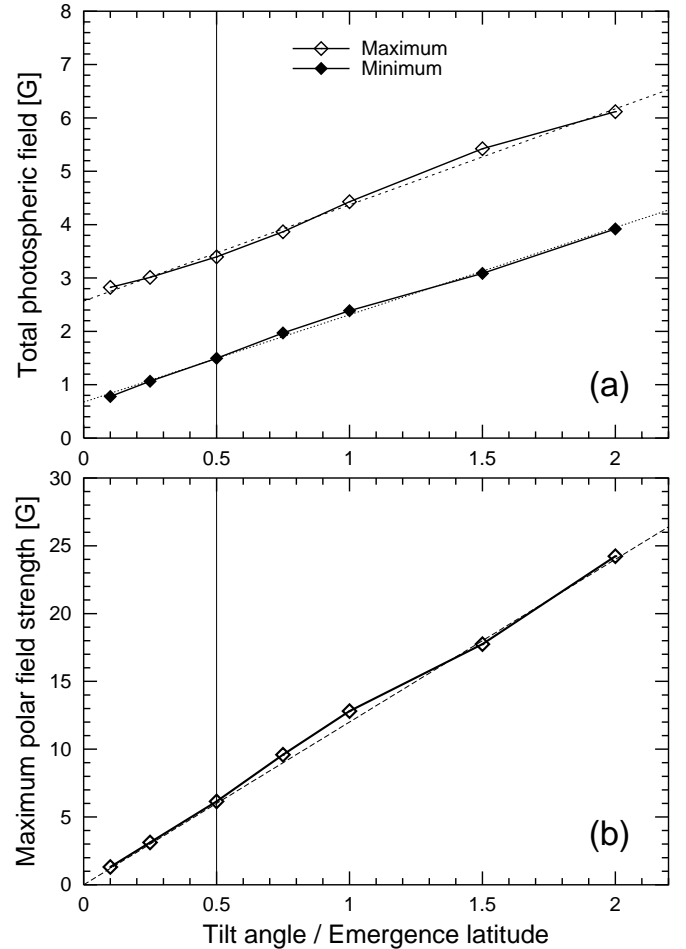 8
7
6
5
4
3
2
1
0
Total photospheric field [G]
Maximum
Minimum
(a)
0 0.5 1 1.5 2
30
25
20
15
10
5
0
Maximum polar field strength [G]
(b)
0 0.5 1 1.5 2
Tilt angle / Emergence latitude